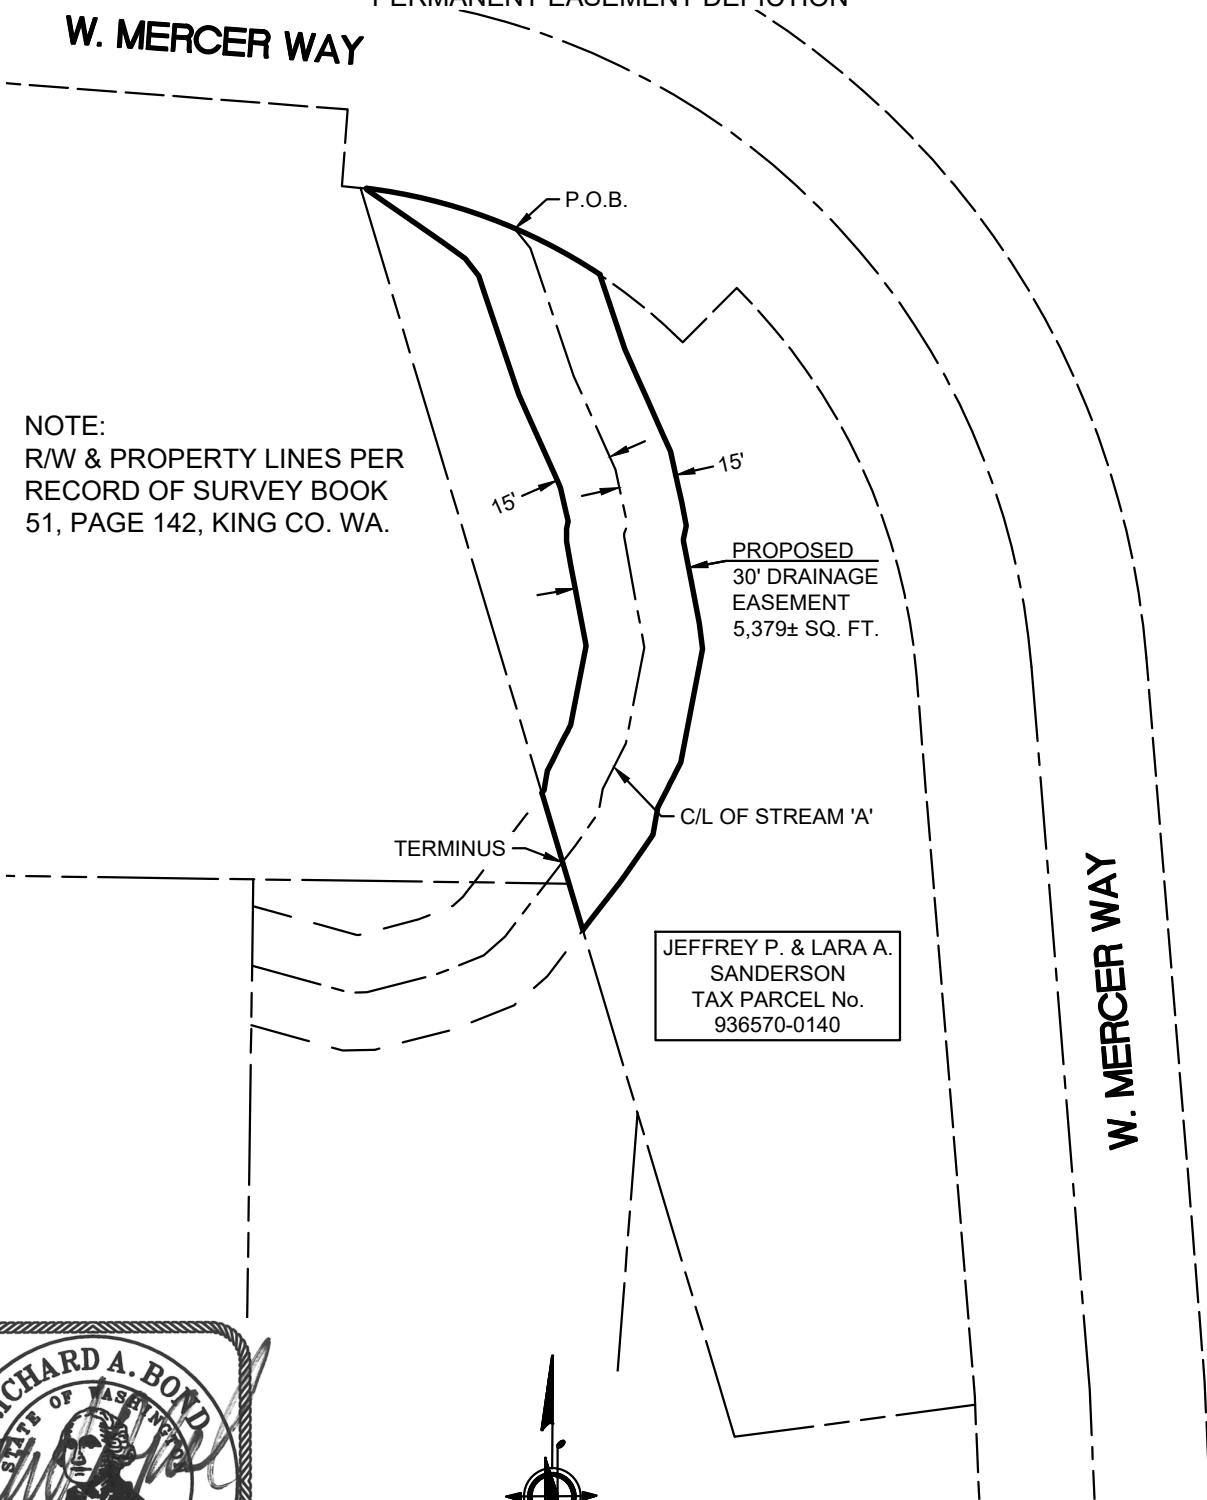 PERMANENT EASEMENT DEPICTION
W. MERCER WAY
P.O.B.
NOTE:
R/W & PROPERTY LINES PER
RECORD OF SURVEY BOOK
51, PAGE 142, KING CO. WA.
15'
15'
PROPOSED
30' DRAINAGE
EASEMENT
5,379± SQ. FT.
C/L OF STREAM 'A'
TERMINUS
JEFFREY P. & LARA A.
SANDERSON
TAX PARCEL No.
936570-0140
W. MERCER WAY
ICHARD A. BOND
STATE OF WASHINGTON